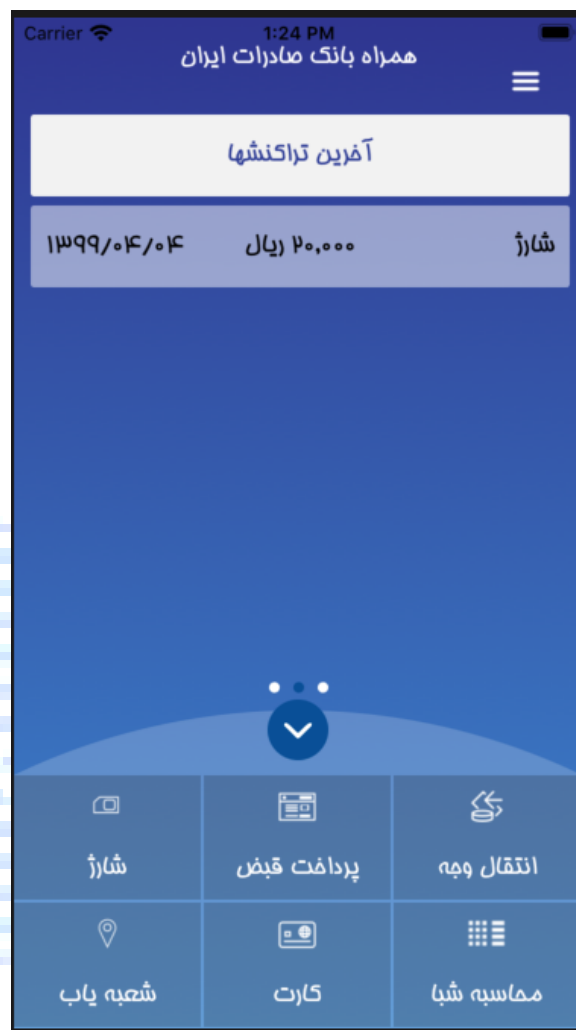 Carrier 1:24 PM
همراه بانک صادرات ایران
آخرین تراکنشها
شارژ ۲۰,۰۰۰ ریال ۱۳۹۹/۰۴/۰۴
انتقال وجه پرداخت قبض شارژ
محاسبه شبا کارت شعبه یاب